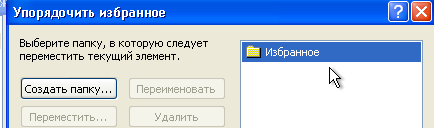 Упорядочить избранное
Выберите папку, в которую следует
переместить текущий элемент.
Избранное
Создать папку...
Переименовать
Переместить...
Удалить